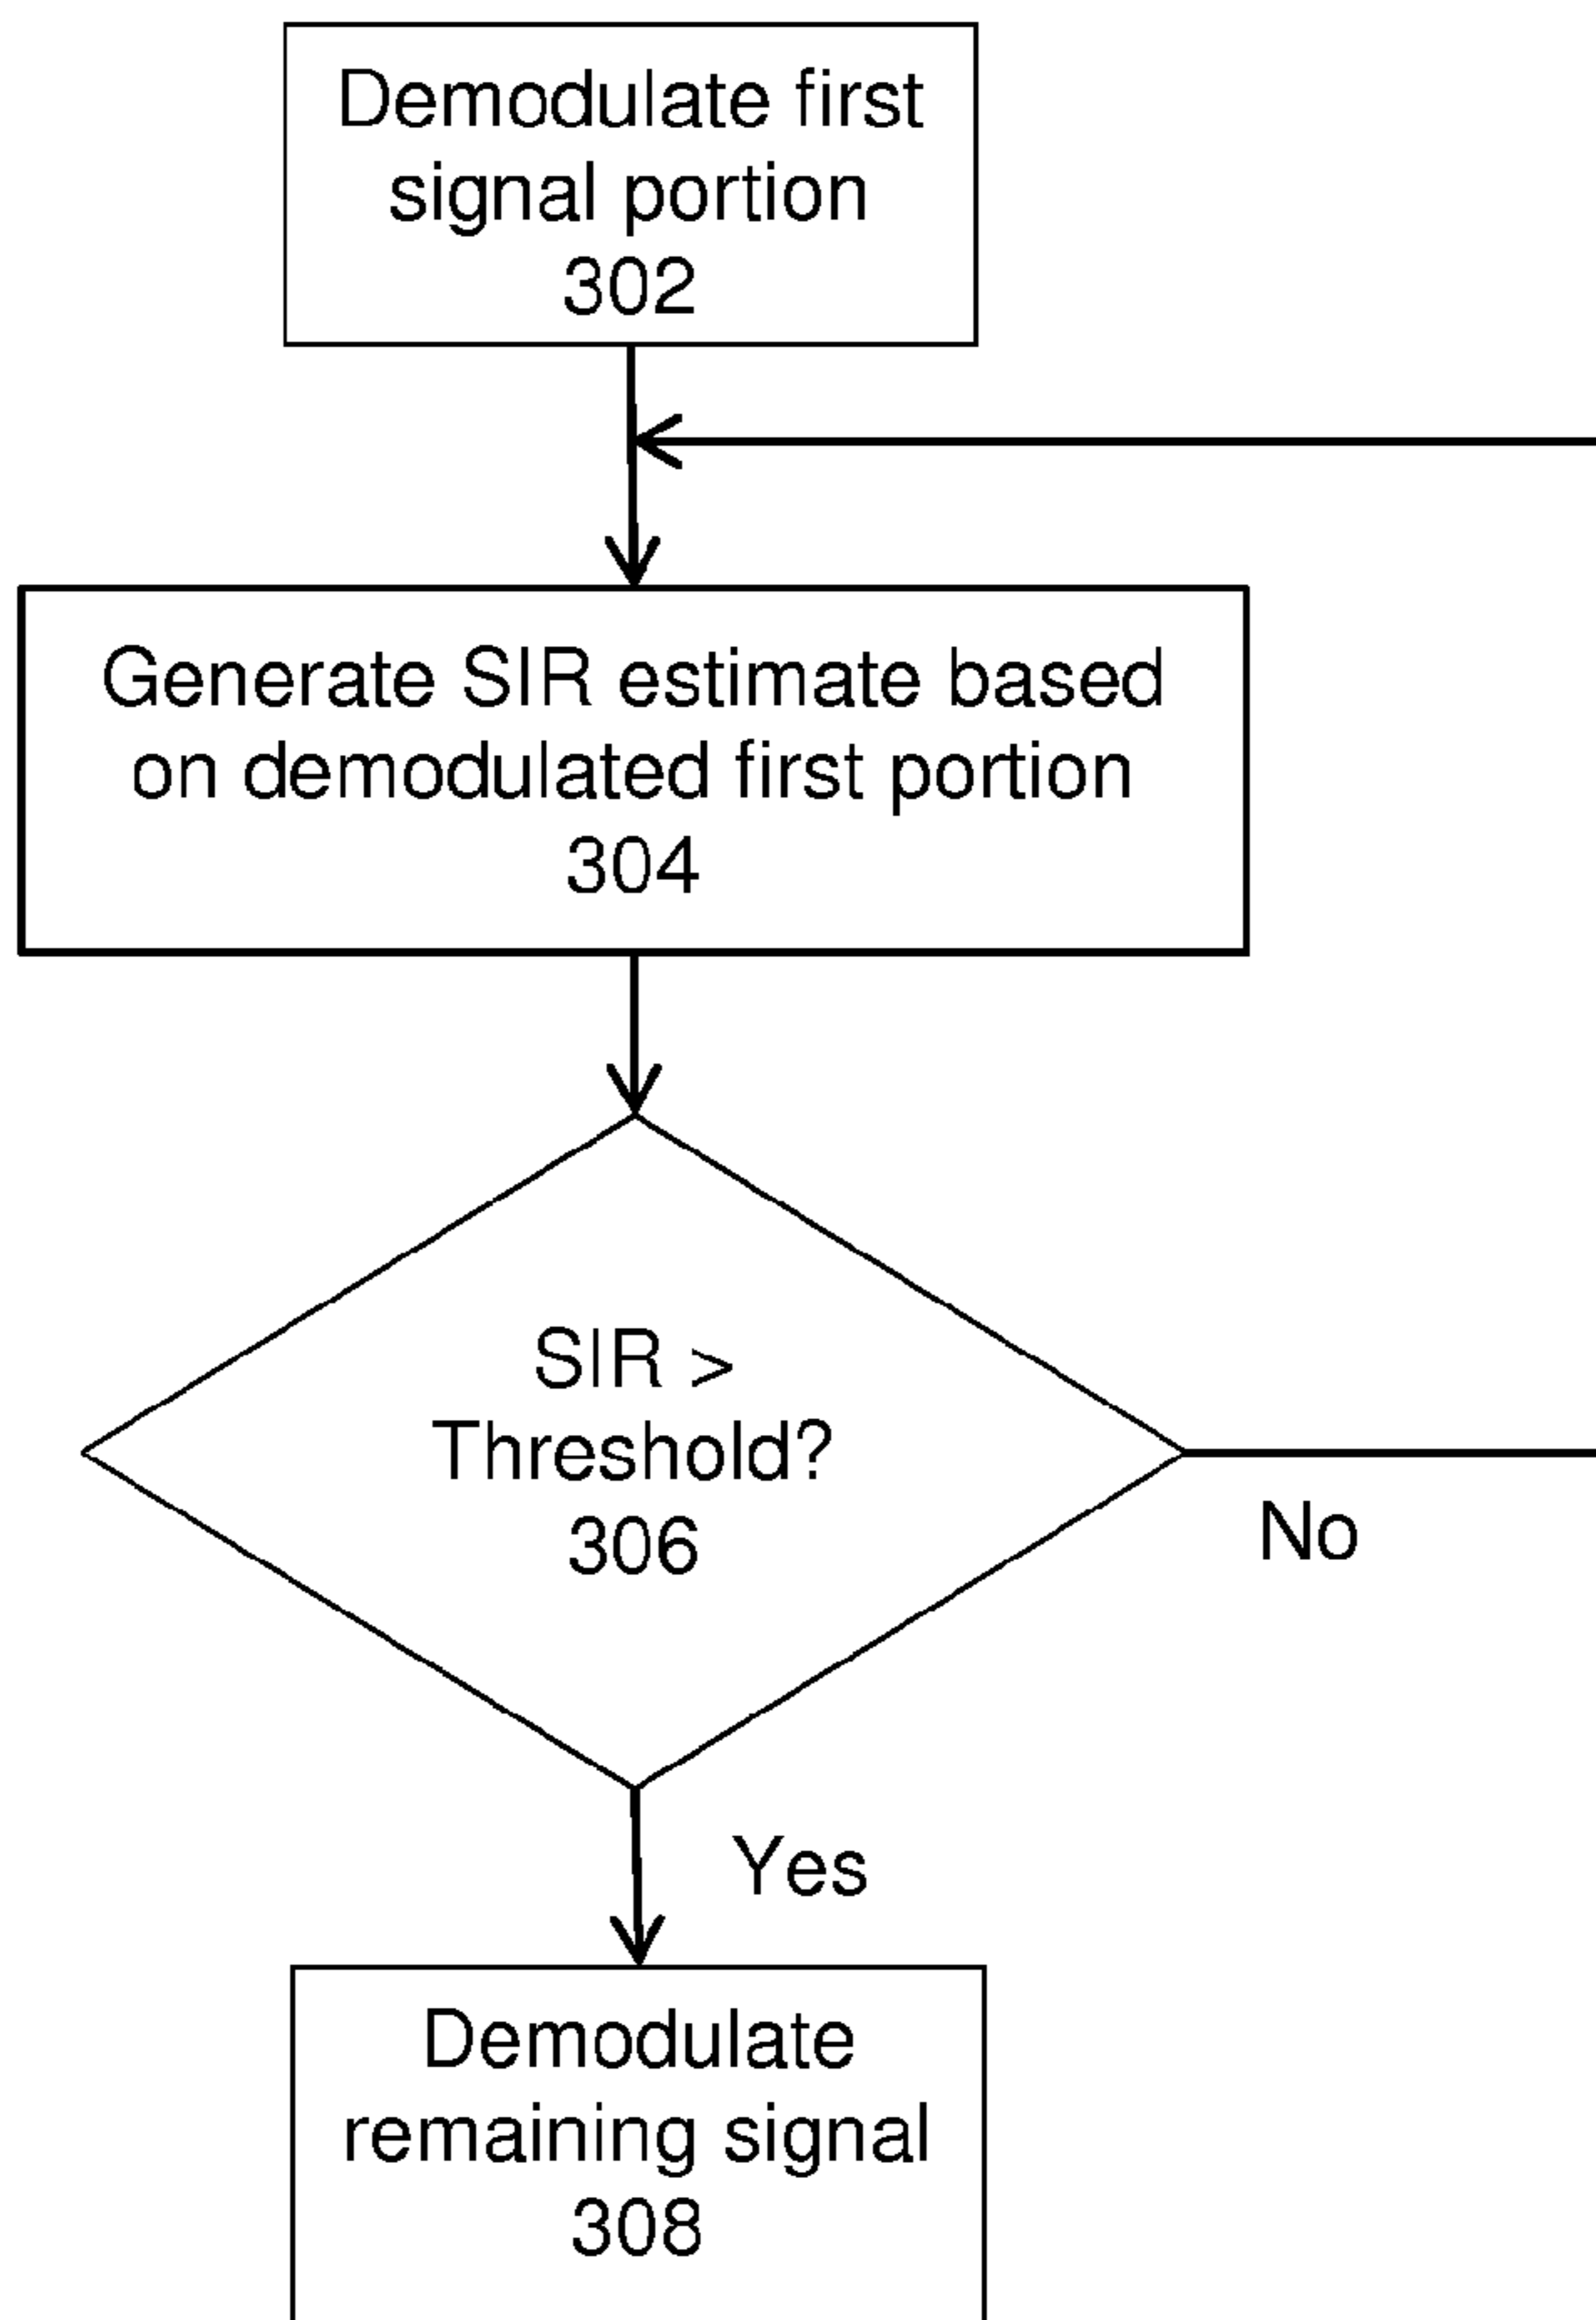 Demodulate first
signal portion
302
Generate SIR estimate based
on demodulated first portion
304
SIR >
Threshold?
306
No
Yes
Demodulate
remaining signal
308